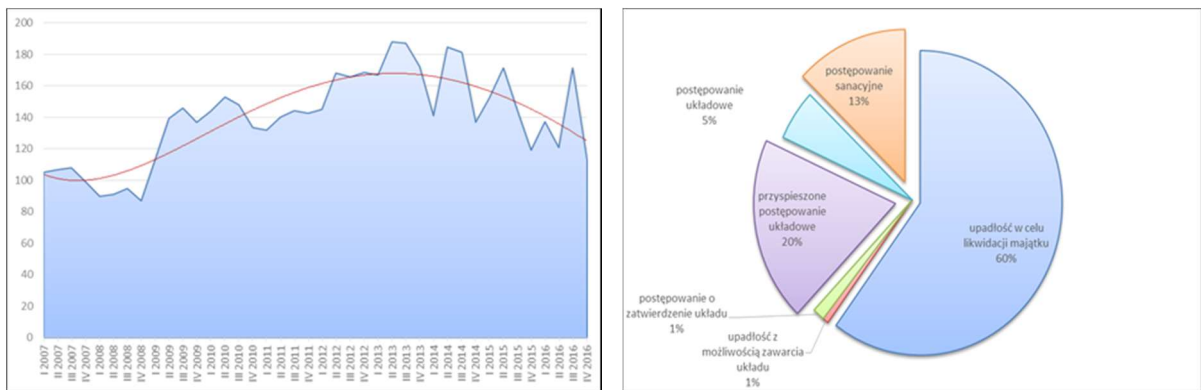 200
180
160
140
120
100
80
60
40
20
0
I 2007
II 2007
III 2007
IV 2007
I 2008
II 2008
III 2008
IV 2008
I 2009
II 2009
III 2009
IV 2009
I 2010
II 2010
III 2010
IV 2010
I 2011
II 2011
III 2011
IV 2011
I 2012
II 2012
III 2012
IV 2012
I 2013
II 2013
III 2013
IV 2013
I 2014
II 2014
III 2014
IV 2014
I 2015
II 2015
III 2015
IV 2015
I 2016
II 2016
III 2016
IV 2016
postępowanie
sanacyjne
13%
postępowanie
układowe
5%
przyspieszone
postępowanie
układowe
20%
upadłość w celu
likwidacji majątku
60%
postępowanie o
zatwierdzenie układu
1%
upadłość z
możliwością zawarcia
układu
1%